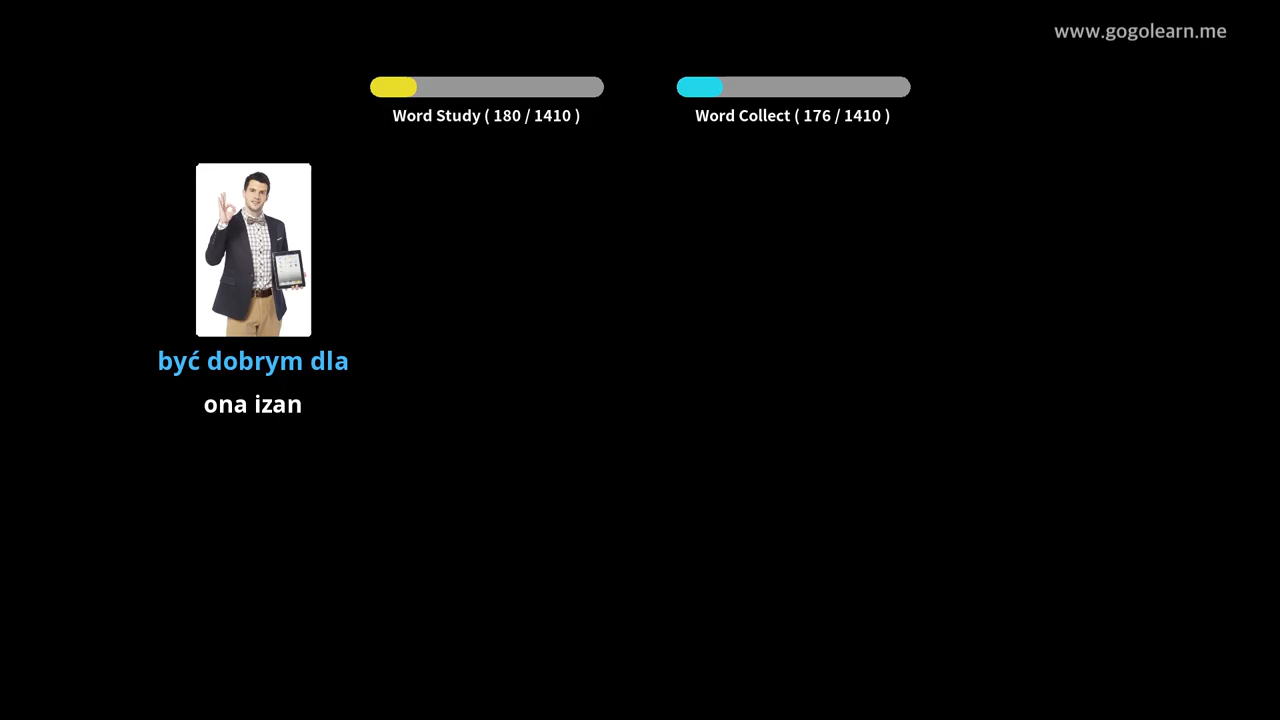 www.gogolearn.me
Word Study ( 180 / 1410 )
Word Collect ( 176 / 1410 )
być dobrym dla
ona izan